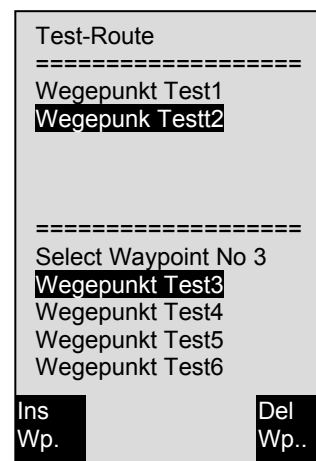 Test-Route
===================
Wegepunkt Test1
Wegepunk Testt2
===================
Select Waypoint No 3
Wegepunkt Test3
Wegepunkt Test4
Wegepunkt Test5
Wegepunkt Test6
Ins Del
Wp. Wp..